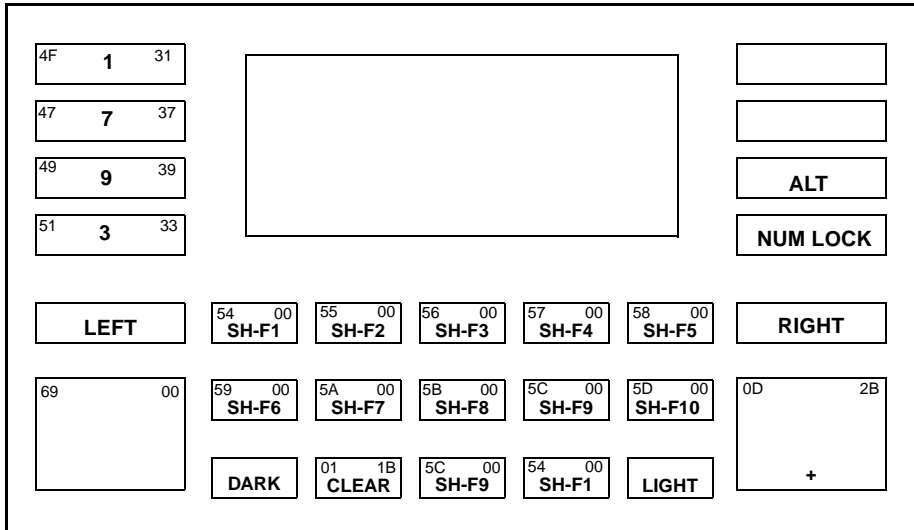 4F 1 31
47 7 37
49 9 39
ALT
51 3 33
NUM LOCK
LEFT
54 00
SH-F1
55 00
SH-F2
56 00
SH-F3
57 00
SH-F4
58 00
SH-F5
RIGHT
69 00
59 00
SH-F6
5A 00
SH-F7
5B 00
SH-F8
5C 00
SH-F9
5D 00
SH-F10
0D 2B
+
DARK
01 1B
CLEAR
5C 00
SH-F9
54 00
SH-F1
LIGHT